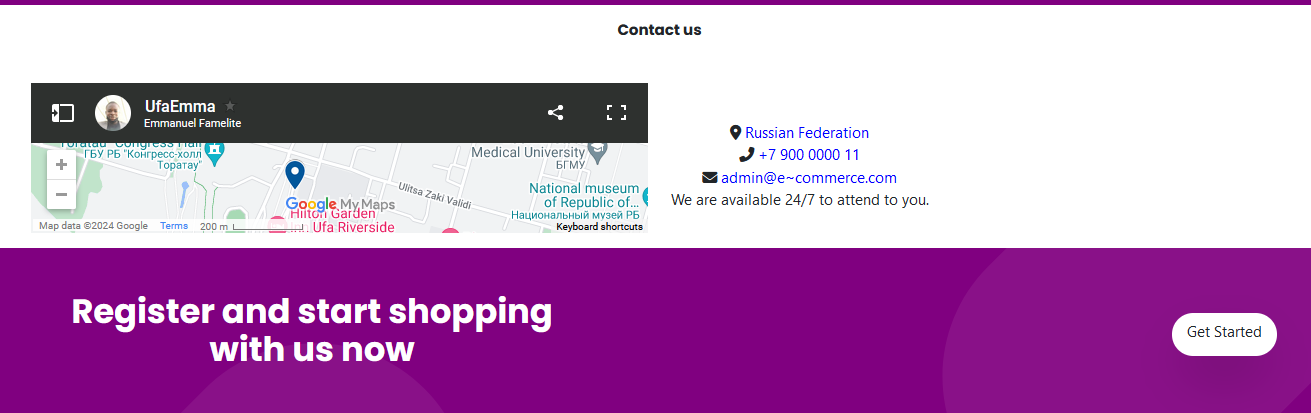 Contact us
UfaEmma
Emmanuel Famelite
Toratau" Congress Hall
ГБУ РБ "Конгресс-холл
Торатау"
Medical University
БГМУ
Ulitsa Zaki Validi
National museum
of Republic of...
Национальный музей РБ
Google My Maps
Hilton Garden
Inn Ufa Riverside
Map data ©2024 Google
Terms
200 m
Keyboard shortcuts
Russian Federation
+7 900 0000 11
admin@e~commerce.com
We are available 24/7 to attend to you.
Register and start shopping
with us now
Get Started